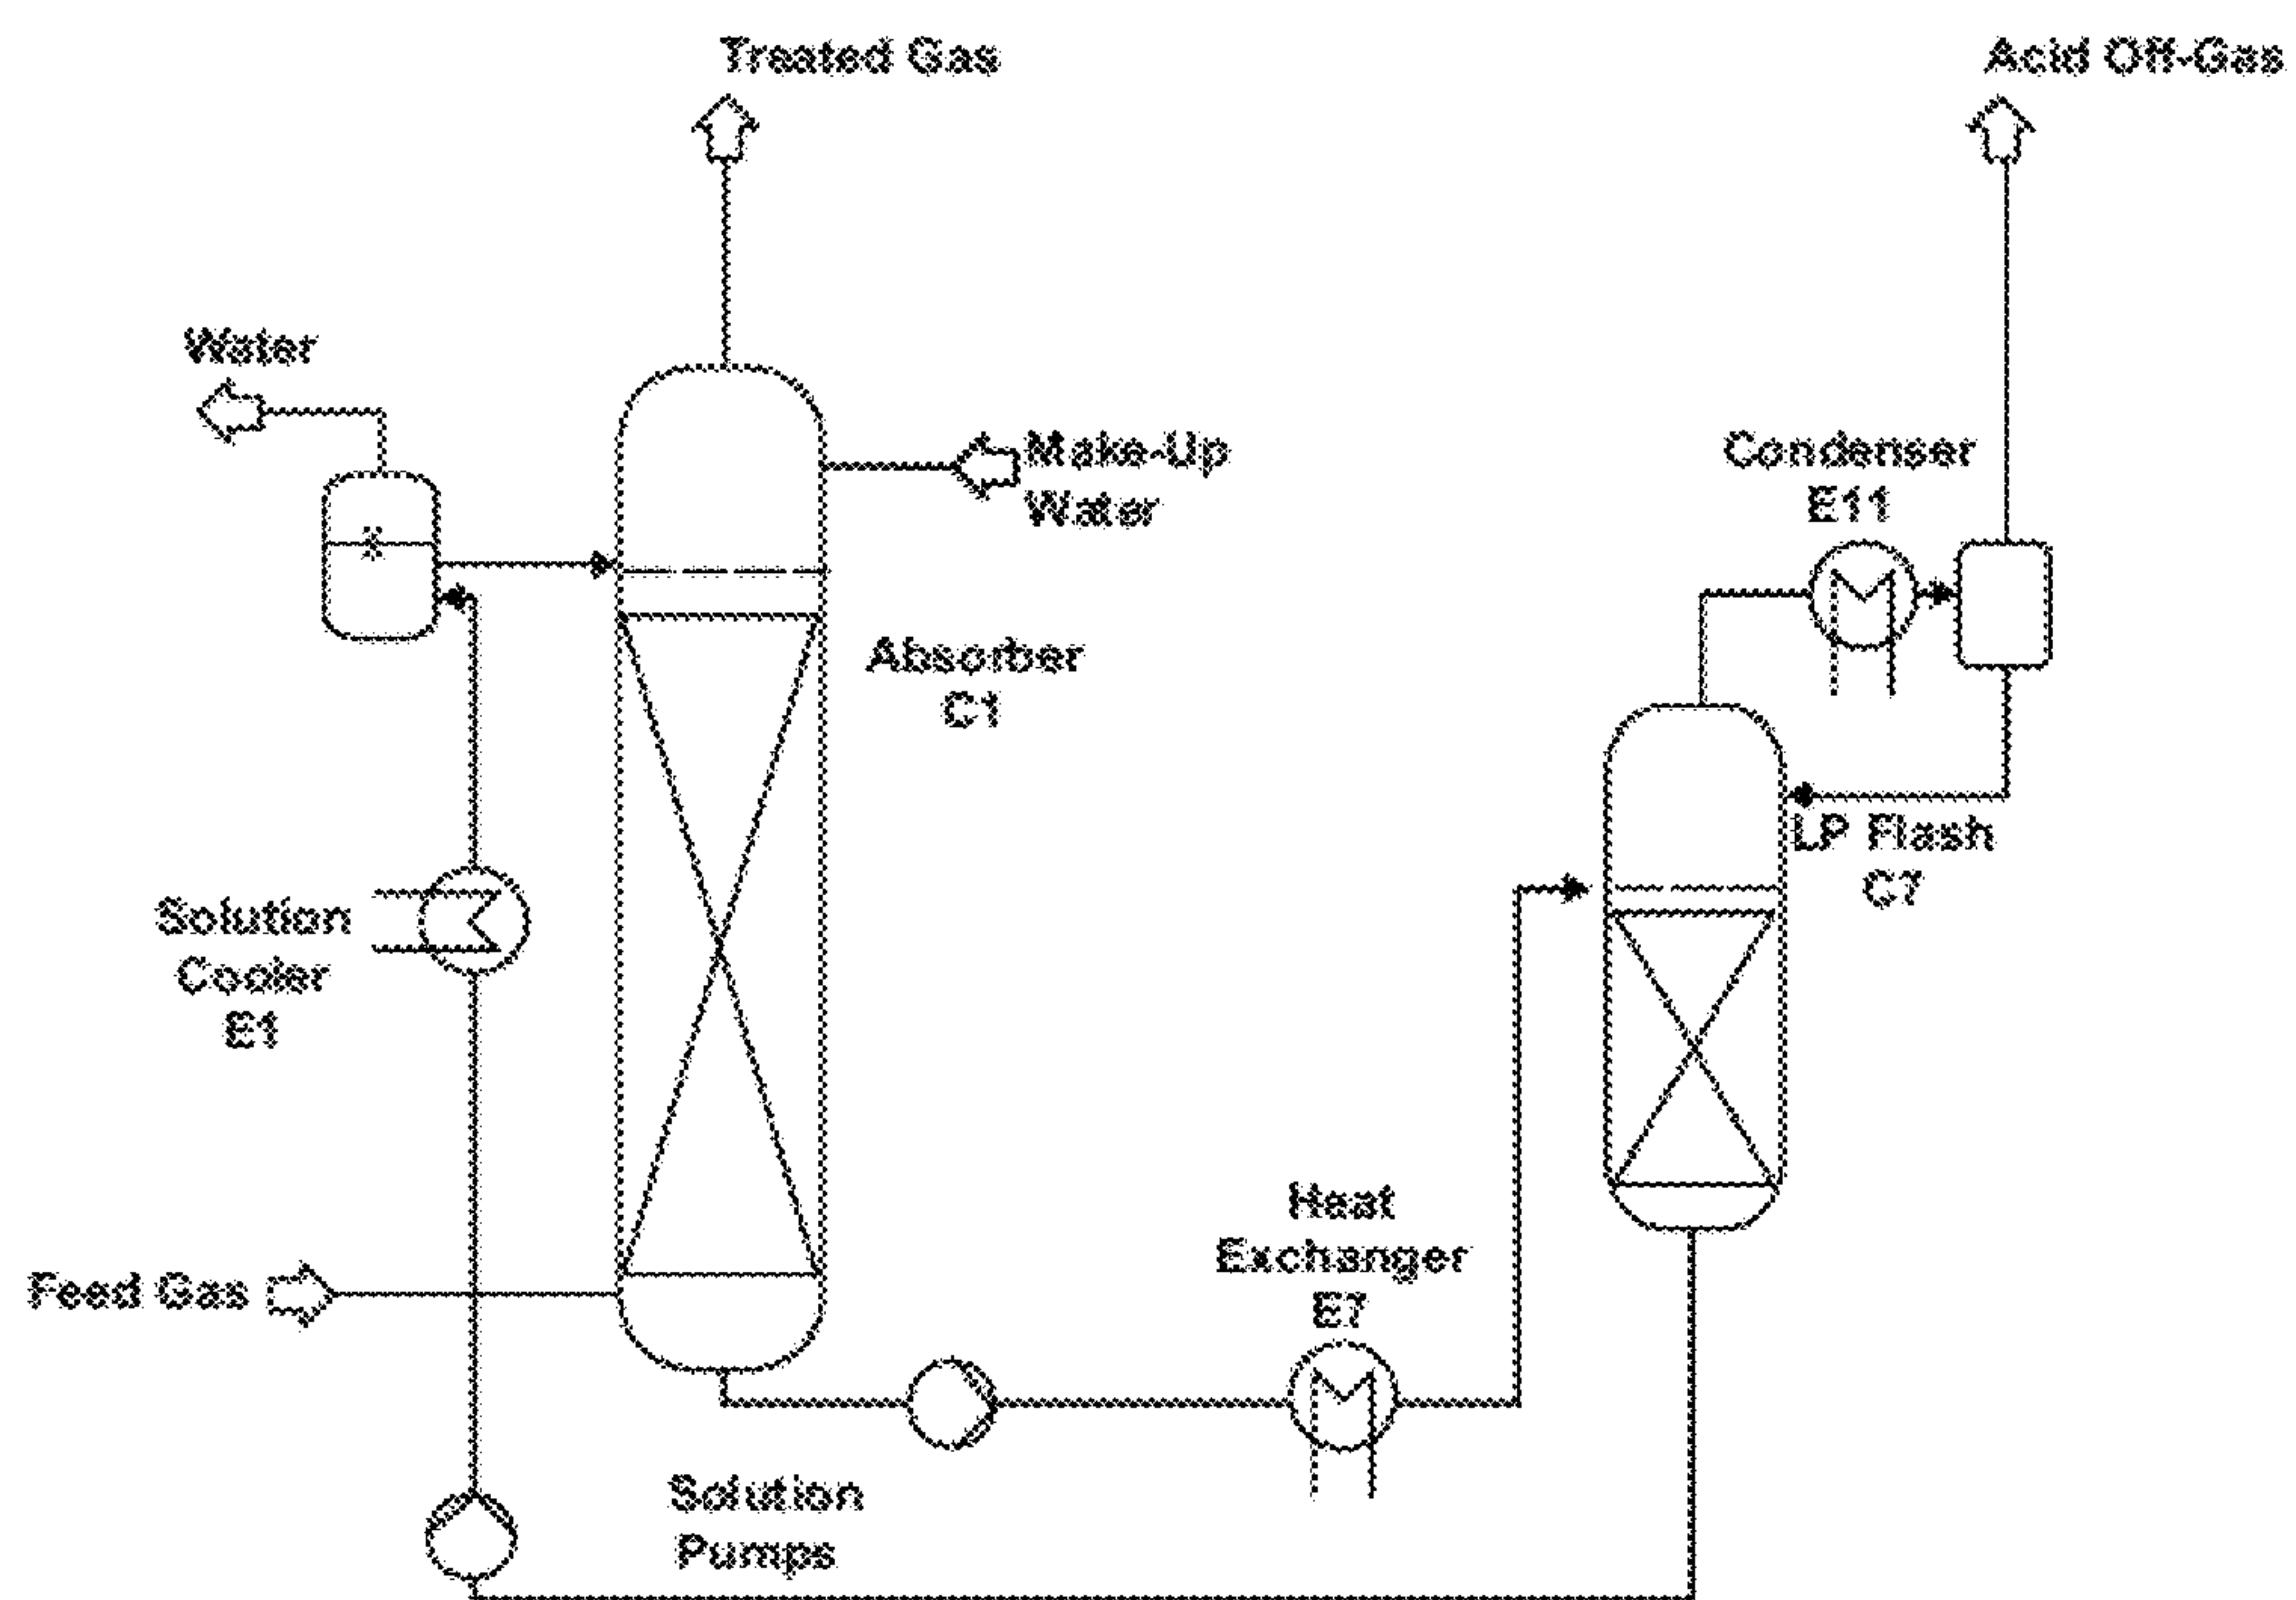 Treated Gas
Acid Off-Gas
Water
Make-Up
Water
Condenser
E11
Absorber
C1
LP Flash
C7
Solution
Cooler
E1
Heat
Exchanger
E7
Feed Gas
Solution
Pumps